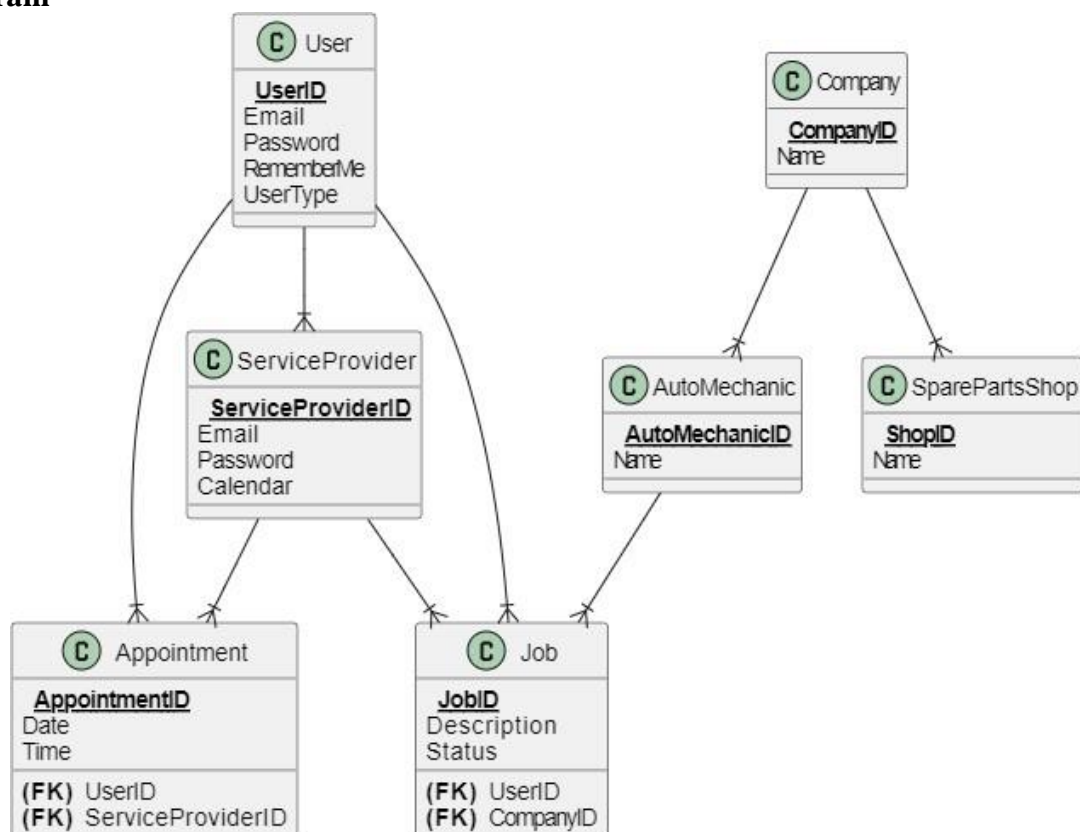 C User
UserID
Email
Password
RememberMe
UserType
C Company
CompanyID
Name
C ServiceProvider
ServiceProviderID
Email
Password
Calendar
C AutoMechanic
AutoMechanicID
Name
C SparePartsShop
ShopID
Name
C Appointment
AppointmentID
Date
Time
(FK) UserID
(FK) ServiceProviderID
C Job
JobID
Description
Status
(FK) UserID
(FK) CompanyID